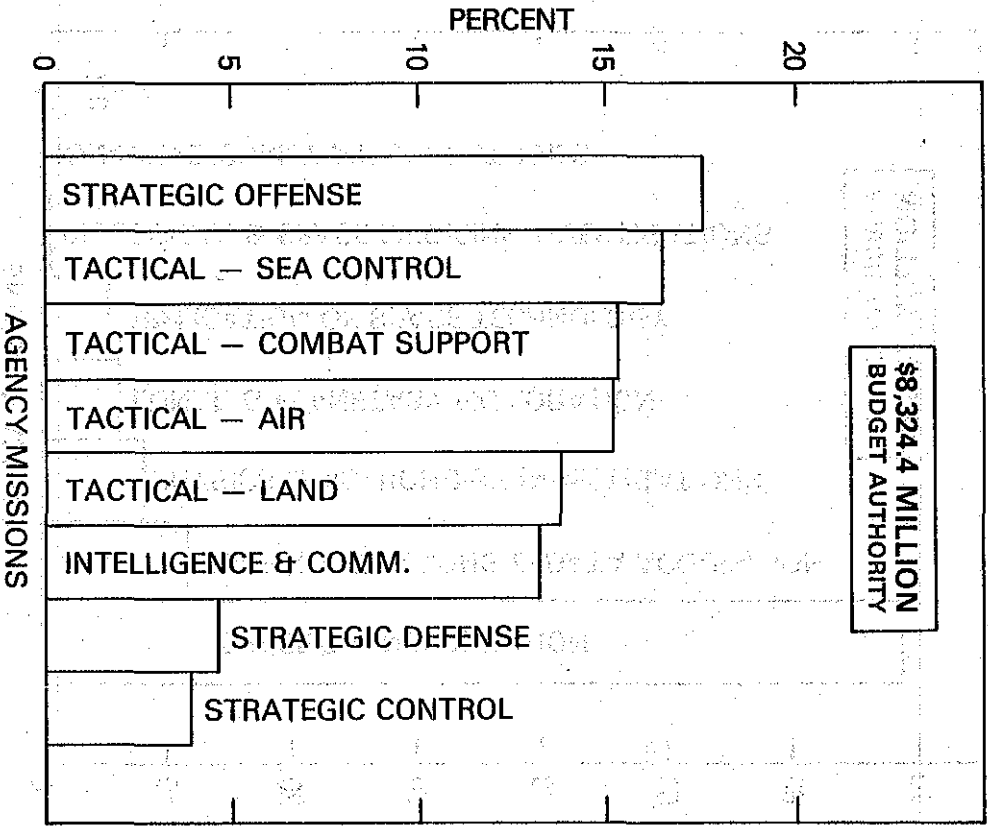 PERCENT
0
5
10
15
20
STRATEGIC OFFENSE
TACTICAL — SEA CONTROL
TACTICAL — COMBAT SUPPORT
TACTICAL — AIR
TACTICAL — LAND
INTELLIGENCE & COMM.
STRATEGIC DEFENSE
STRATEGIC CONTROL
AGENCY MISSIONS
$8,324.4 MILLION
BUDGET AUTHORITY